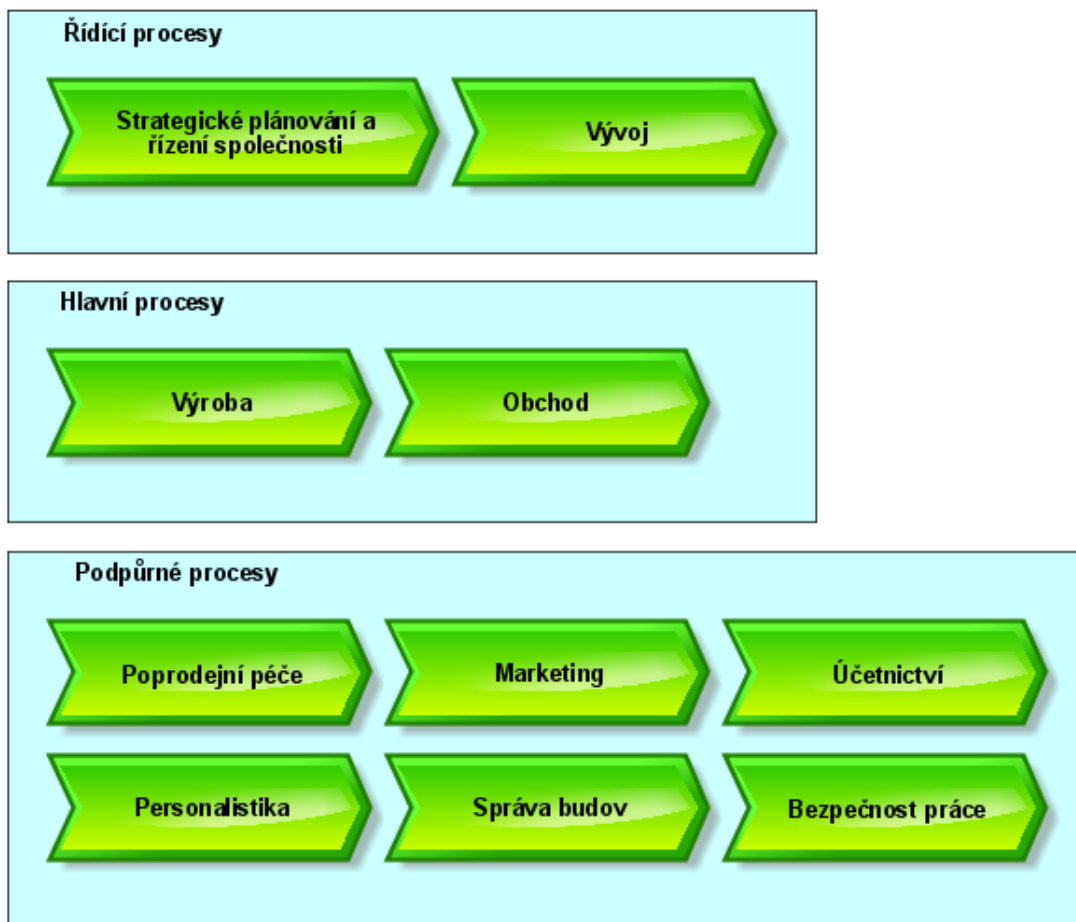 Řídící procesy
Strategické plánování a
řízení společnosti
Vývoj
Hlavní procesy
Výroba
Obchod
Podpůrné procesy
Poprodejní péče
Marketing
Účetnictví
Personalistika
Správa budov
Bezpečnost práce